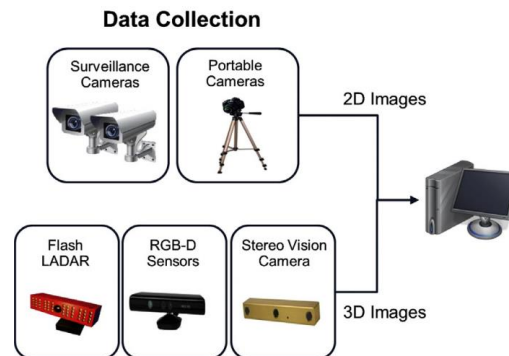 Data Collection
Surveillance
Cameras
Portable
Cameras
2D Images
Flash
LADAR
RGB-D
Sensors
Stereo Vision
Camera
3D Images